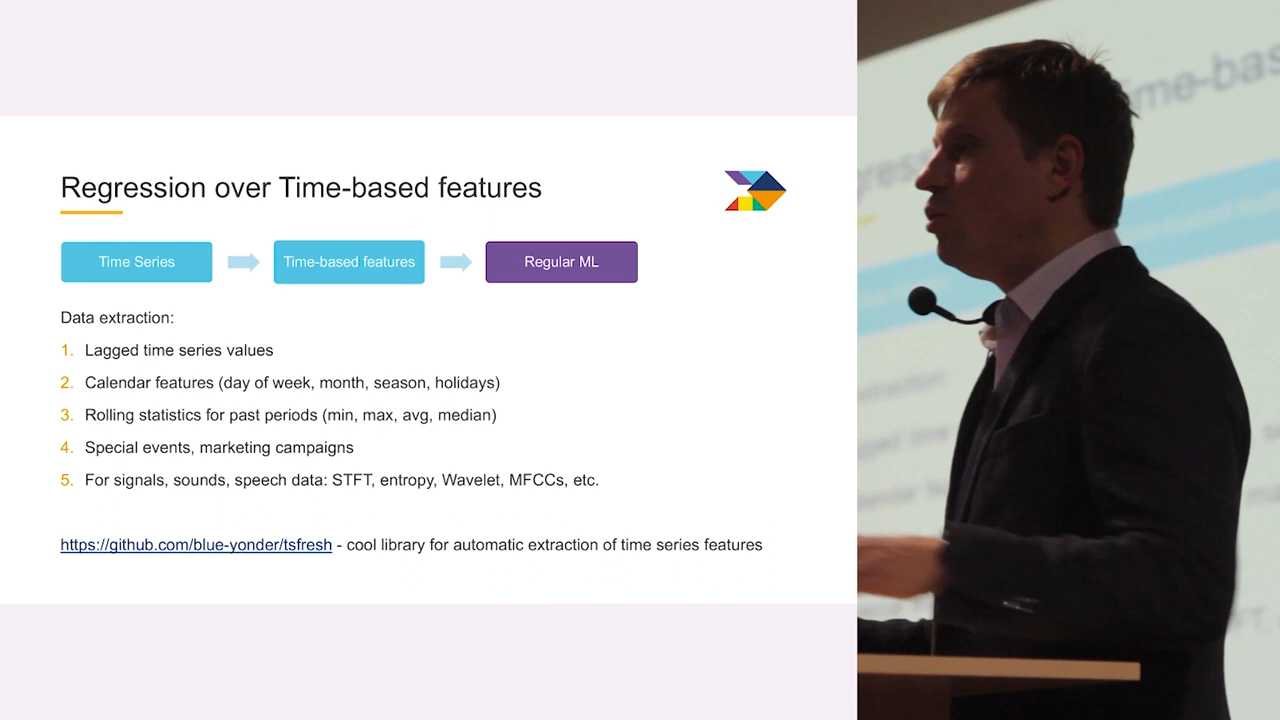 Regression over Time-based features
Time Series
Time-based features
Regular ML
Data extraction:
1. Lagged time series values
2. Calendar features (day of week, month, season, holidays)
3. Rolling statistics for past periods (min, max, avg, median)
4. Special events, marketing campaigns
5. For signals, sounds, speech data: STFT, entropy, Wavelet, MFCCs, etc.
https://github.com/blue-yonder/tsfresh - cool library for automatic extraction of time series features